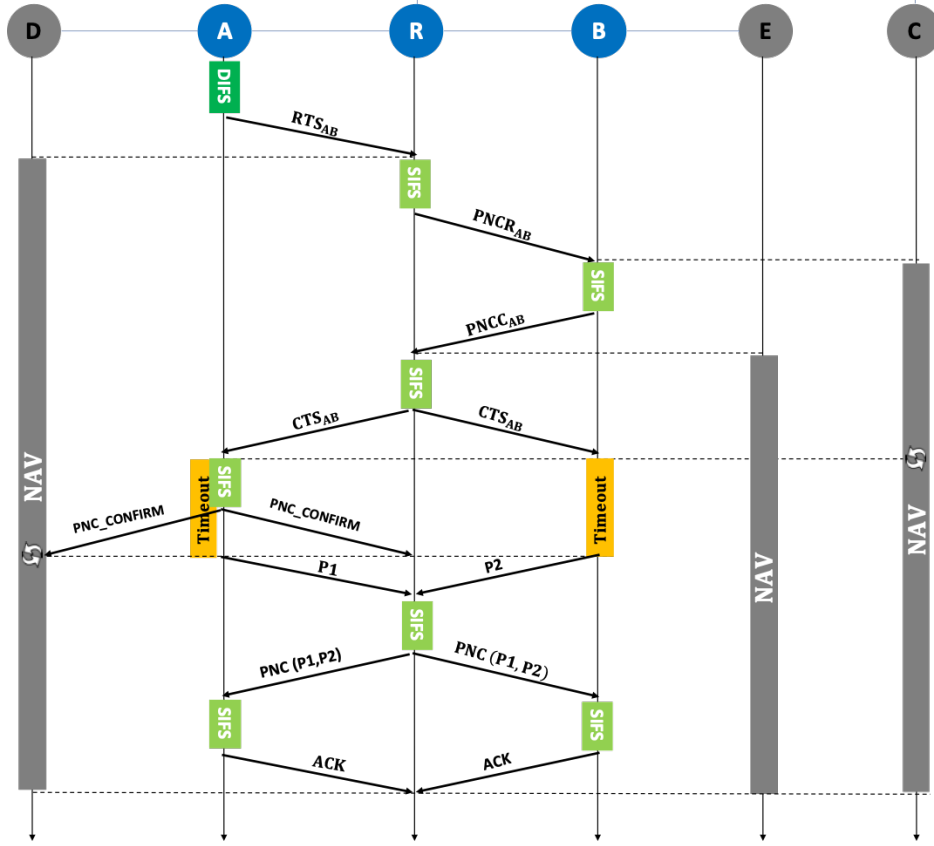 D A R B E C
DIFS
RTS_AB
SIFS
PNCR_AB
SIFS
PNCC_AB
SIFS
CTS_AB CTS_AB
NAV Timeout SIFS Timeout NAV
PNC_CONFIRM PNC_CONFIRM
P1 P2
NAV
SIFS
PNC (P1,P2) PNC (P1, P2)
SIFS SIFS
ACK ACK